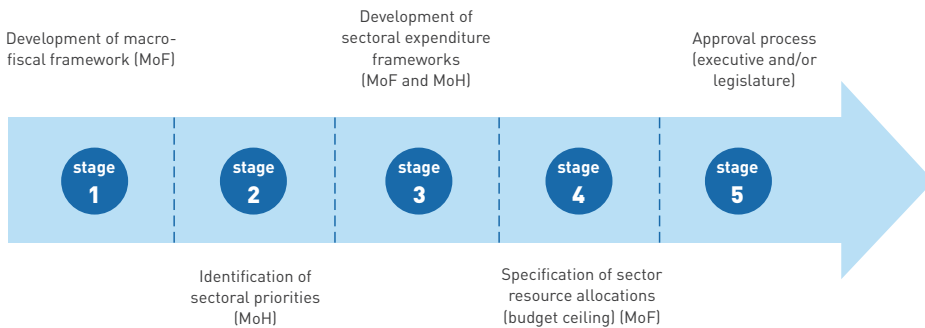 Development of macro-
fiscal framework (MoF)
Development of
sectoral expenditure
frameworks
(MoF and MoH)
Approval process
(executive and/or
legislature)
stage
1
stage
2
stage
3
stage
4
stage
5
Identification of
sectoral priorities
(MoH)
Specification of sector
resource allocations
(budget ceiling) (MoF)